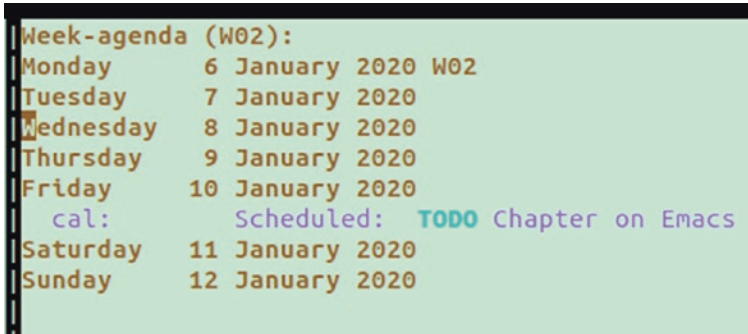 Week-agenda (W02):
Monday 6 January 2020 W02
Tuesday 7 January 2020
Wednesday 8 January 2020
Thursday 9 January 2020
Friday 10 January 2020
cal: Scheduled: TODO Chapter on Emacs
Saturday 11 January 2020
Sunday 12 January 2020